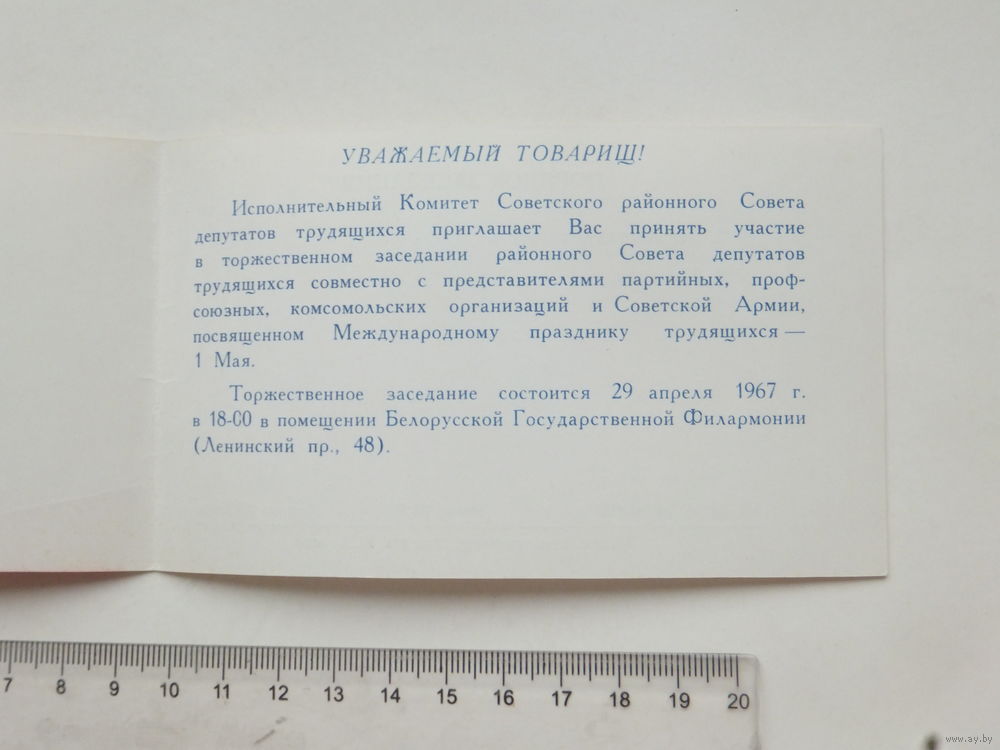 УВАЖАЕМЫЙ ТОВАРИЩ!
Исполнительный Комитет Советского районного Совета
депутатов трудящихся приглашает Вас принять участие
в торжественном заседании районного Совета депутатов
трудящихся совместно с представителями партийных, проф-
союзных, комсомольских организаций и Советской Армии,
посвященном Международному празднику трудящихся —
1 Мая.
Торжественное заседание состоится 29 апреля 1967 г.
в 18-00 в помещении Белорусской Государственной Филармонии
(Ленинский пр., 48).
7 8 9 10 11 12 13 14 15 16 17 18 19 20
www.ay.by